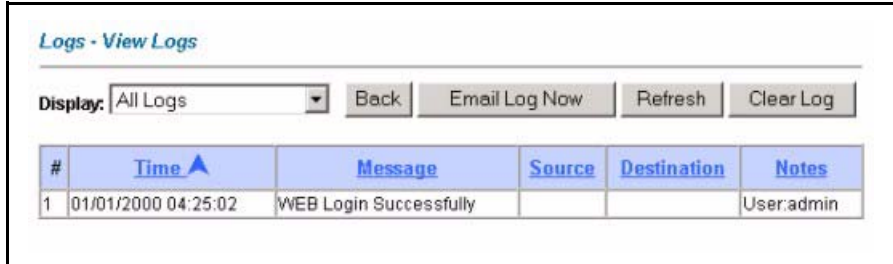 Logs - View Logs
Display: All Logs Back Email Log Now Refresh Clear Log
# Time Message Source Destination Notes
1 01/01/2000 04:25:02 WEB Login Successfully User:admin